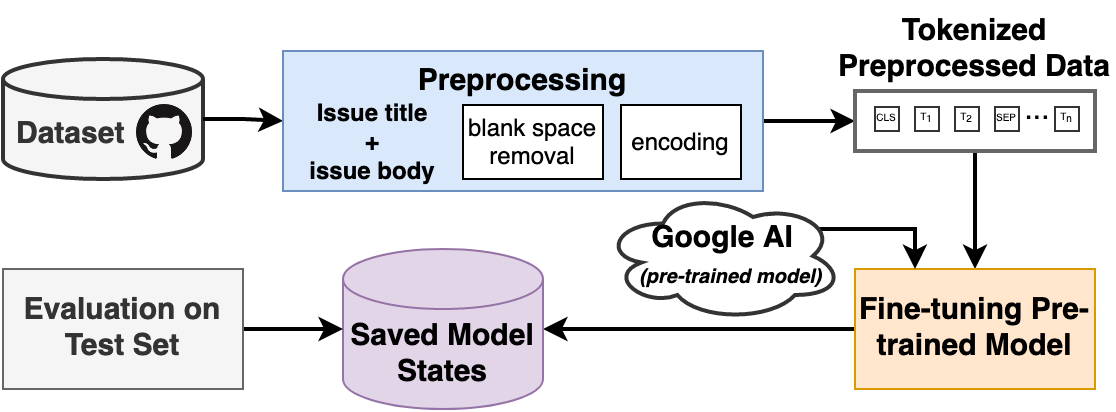 Dataset
Preprocessing
Issue title
+
issue body
blank space
removal
encoding
Tokenized
Preprocessed Data
CLS T1 T2 SEP ••• Tn
Google AI
(pre-trained model)
Fine-tuning Pre-
trained Model
Saved Model
States
Evaluation on
Test Set